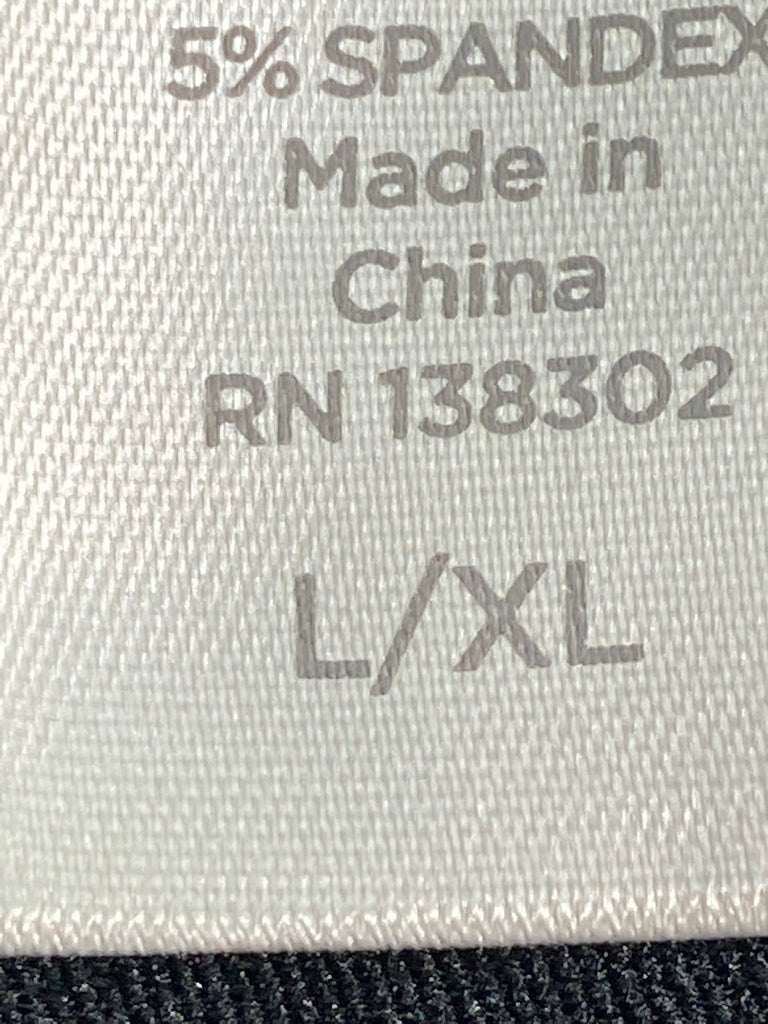 5% SPANDEX
Made in
China
RN 138302
L/XL